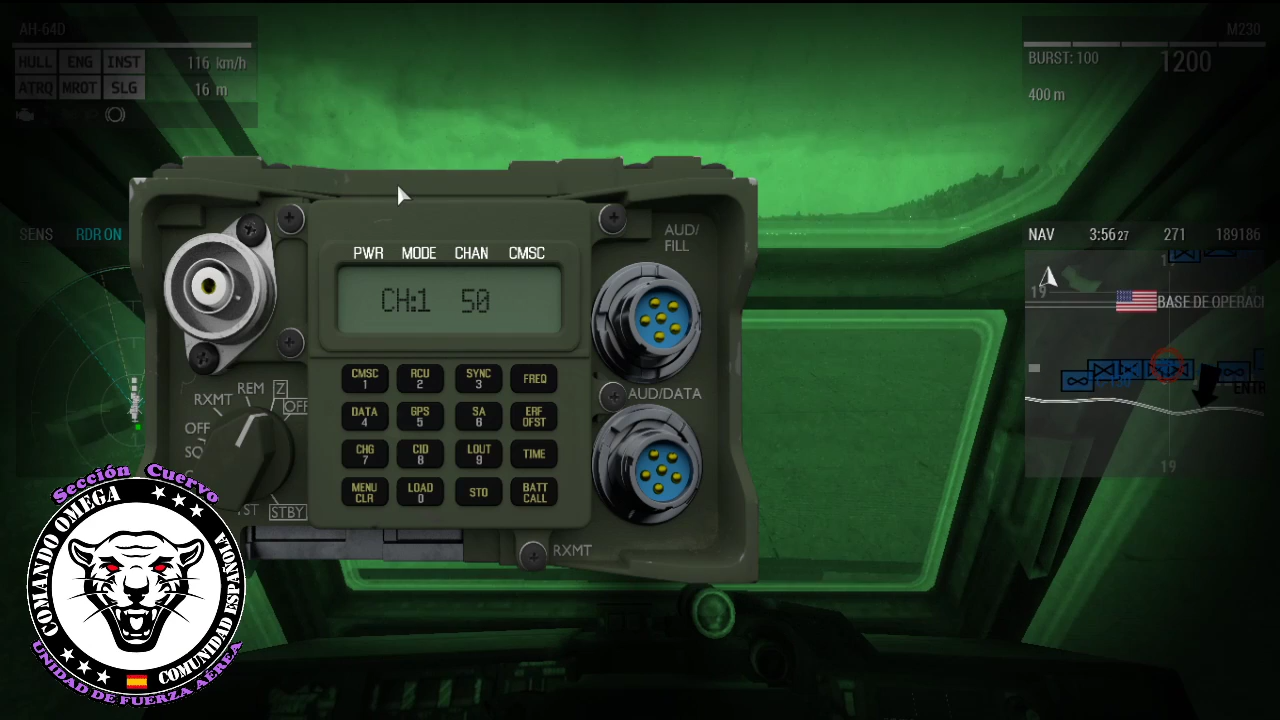 AH-64D
HULL ENG INST
ATRQ MROT SLG
116 km/h
16 m
M230
BURST: 100
1200
400 m
SENS RDR ON
NAV 3:56 27 271 189186
19
BASE DE OPERACI
19
PWR MODE CHAN CMSC
CH:1 50
AUD/
FILL
CMSC
1
RCU
2
SYNC
3
FREQ
DATA
4
GPS
5
SA
6
ERF
OFST
CHG
7
CID
8
LOUT
9
TIME
MENU
CLR
LOAD
0
STO
BATT
CALL
AUD/DATA
RXMT
REM
Z
OFF
RXMT
OFF
STBY
Sección Cuervo
COMANDO OMEGA
COMUNIDAD ESPAÑOLA
UNIDAD DE FUERZA AÉREA